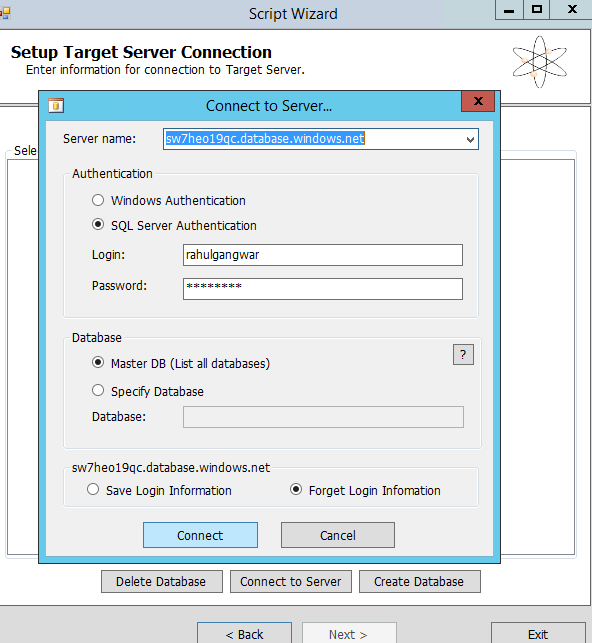 Script Wizard
Setup Target Server Connection
Enter information for connection to Target Server.
Connect to Server...
Server name: sw7heo19qc.database.windows.net
Sele
Authentication
Windows Authentication
SQL Server Authentication
Login: rahulgangwar
Password: ********
Database
Master DB (List all databases) ?
Specify Database
Database:
sw7heo19qc.database.windows.net
Save Login Information Forget Login Infomation
Connect Cancel
Delete Database Connect to Server Create Database
< Back Next > Exit